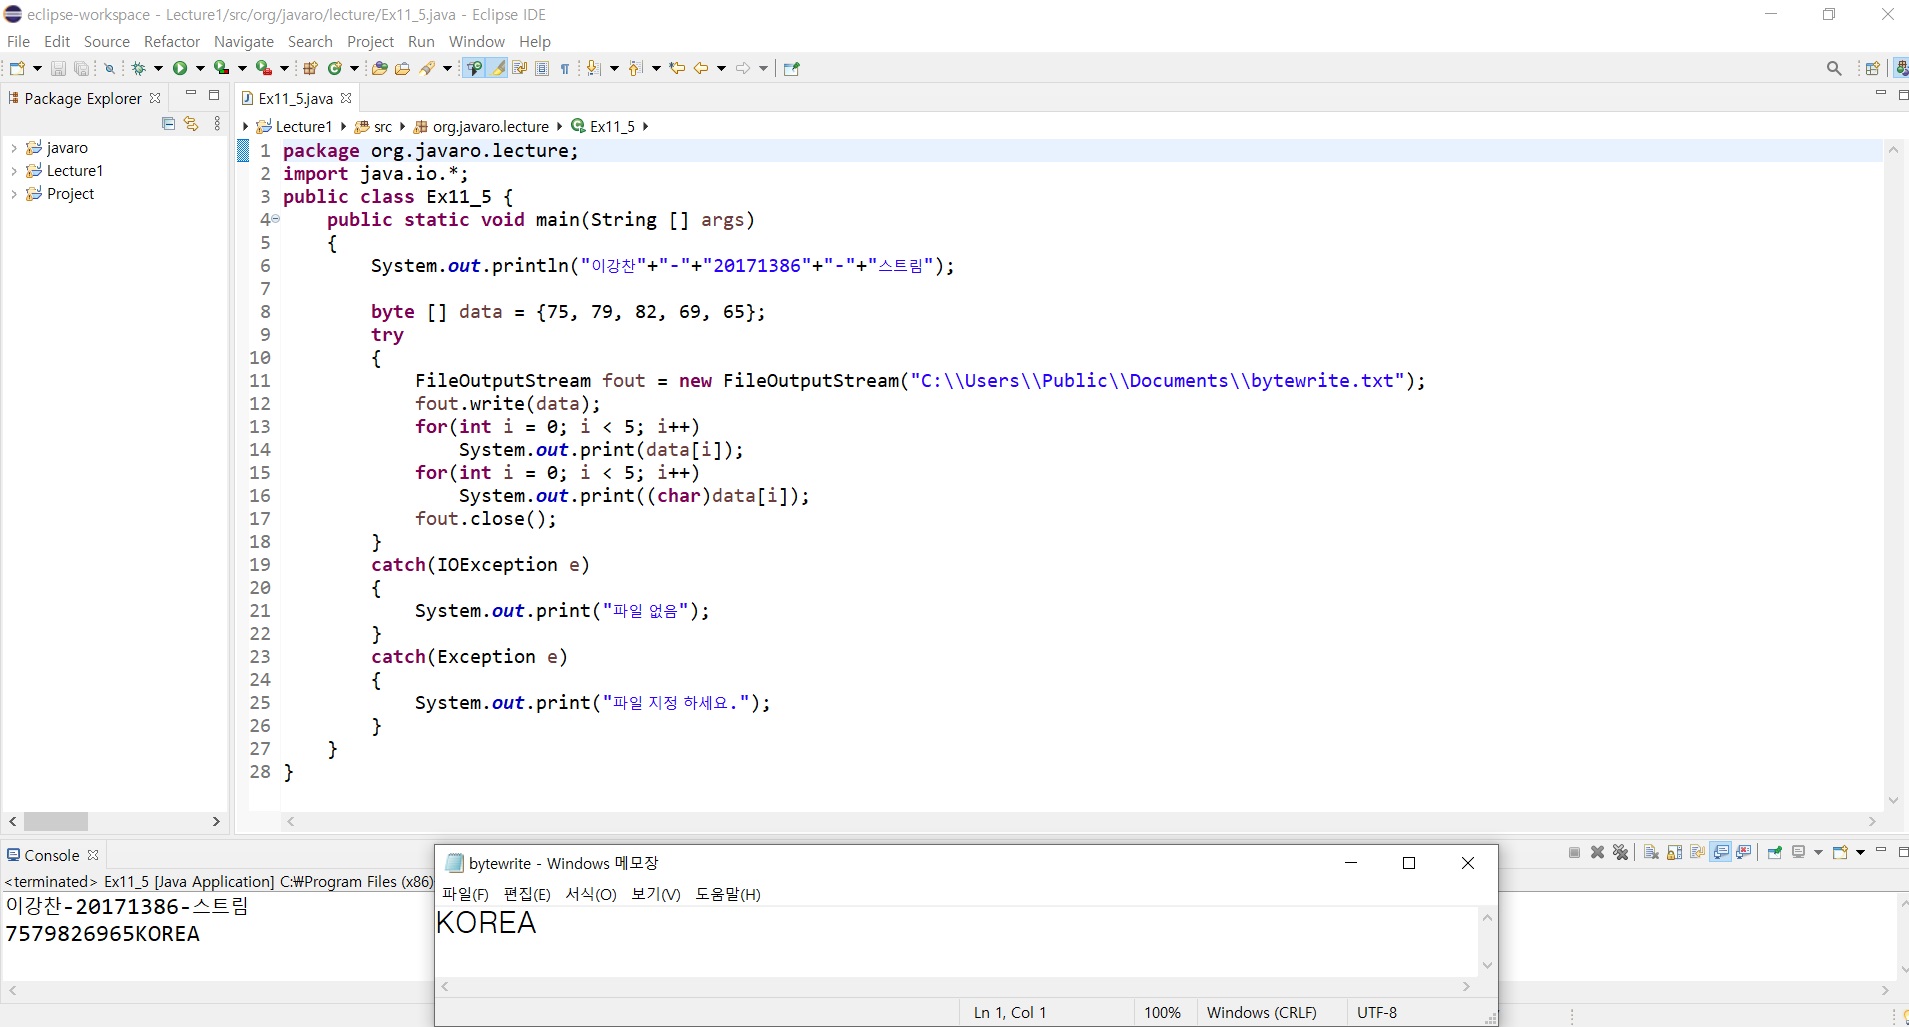 eclipse-workspace - Lecture1/src/org/javaro/lecture/Ex11_5.java - Eclipse IDE
File Edit Source Refactor Navigate Search Project Run Window Help
Package Explorer
javaro
Lecture1
Project
Ex11_5.java
Lecture1 src org.javaro.lecture Ex11_5
1 package org.javaro.lecture;
2 import java.io.*;
3 public class Ex11_5 {
4 public static void main(String [] args)
5 {
6 System.out.println("이강찬"+"-"+"20171386"+"-"+"스트림");
7
8 byte [] data = {75, 79, 82, 69, 65};
9 try
10 {
11 FileOutputStream fout = new FileOutputStream("C:\\Users\\Public\\Documents\\bytewrite.txt");
12 fout.write(data);
13 for(int i = 0; i < 5; i++)
14 System.out.print(data[i]);
15 for(int i = 0; i < 5; i++)
16 System.out.print((char)data[i]);
17 fout.close();
18 }
19 catch(IOException e)
20 {
21 System.out.print("파일 없음");
22 }
23 catch(Exception e)
24 {
25 System.out.print("파일 지정 하세요.");
26 }
27 }
28 }
Console
<terminated> Ex11_5 [Java Application] C:₩Program Files (x86)
이강찬-20171386-스트림
7579826965KOREA
bytewrite - Windows 메모장
파일(F) 편집(E) 서식(O) 보기(V) 도움말(H)
KOREA
Ln 1, Col 1 100% Windows (CRLF) UTF-8